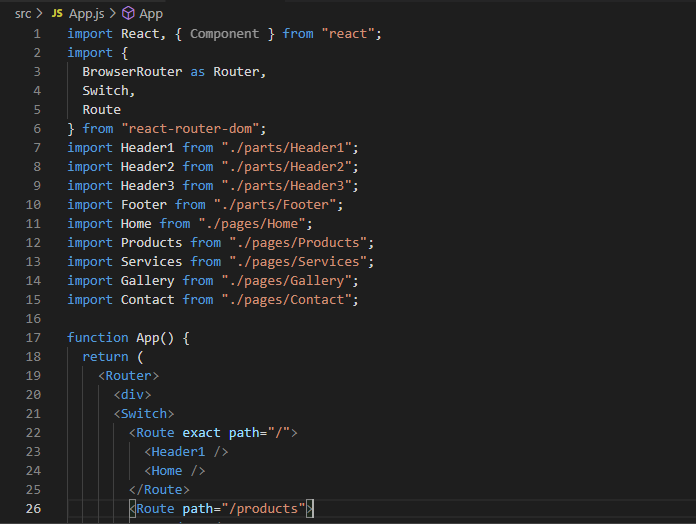 src > JS App.js > App
1 import React, { Component } from "react";
2 import {
3 BrowserRouter as Router,
4 Switch,
5 Route
6 } from "react-router-dom";
7 import Header1 from "./parts/Header1";
8 import Header2 from "./parts/Header2";
9 import Header3 from "./parts/Header3";
10 import Footer from "./parts/Footer";
11 import Home from "./pages/Home";
12 import Products from "./pages/Products";
13 import Services from "./pages/Services";
14 import Gallery from "./pages/Gallery";
15 import Contact from "./pages/Contact";
16
17 function App() {
18 return (
19 <Router>
20 <div>
21 <Switch>
22 <Route exact path="/">
23 <Header1 />
24 <Home />
25 </Route>
26 <Route path="/products">